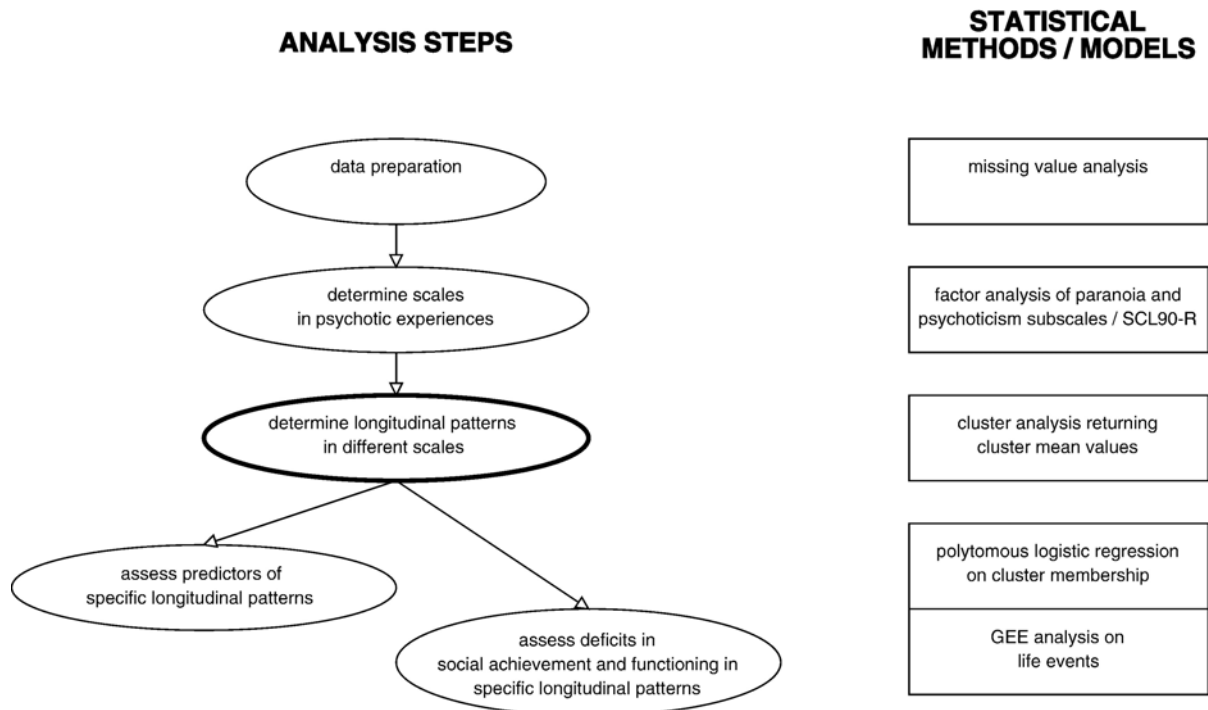 ANALYSIS STEPS
STATISTICAL
METHODS / MODELS
data preparation
missing value analysis
determine scales
in psychotic experiences
factor analysis of paranoia and
psychoticism subscales / SCL90-R
determine longitudinal patterns
in different scales
cluster analysis returning
cluster mean values
assess predictors of
specific longitudinal patterns
polytomous logistic regression
on cluster membership
assess deficits in
social achievement and functioning in
specific longitudinal patterns
GEE analysis on
life events